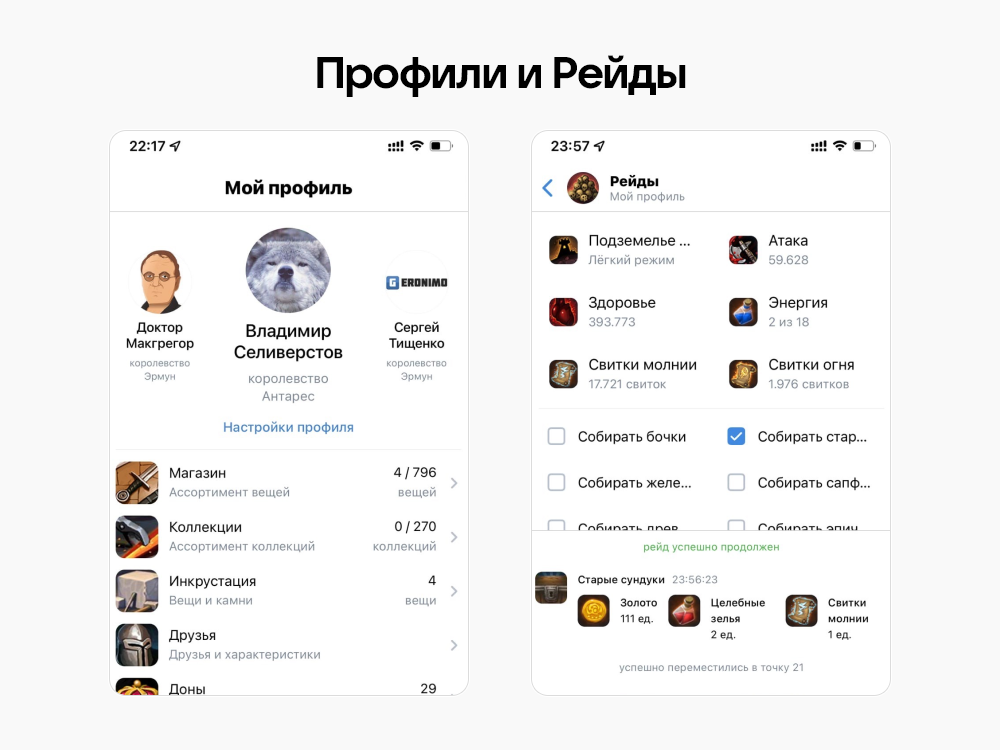 Профили и Рейды
22:17
Мой профиль
Доктор
Макгрегор
королевство
Эрмун
Владимир
Селиверстов
королевство
Антарес
GERONIMO
Сергей
Тищенко
королевство
Эрмун
Настройки профиля
Магазин
Ассортимент вещей
4 / 796
вещей
Коллекции
Ассортимент коллекций
0 / 270
коллекций
Инкрустация
Вещи и камни
4
вещи
Друзья
Друзья и характеристики
Доны
29
23:57
Рейды
Мой профиль
Подземелье ...
Лёгкий режим
Атака
59.628
Здоровье
393.773
Энергия
2 из 18
Свитки молнии
17.721 свиток
Свитки огня
1.976 свитков
Собирать бочки
Собирать стар...
Собирать желе...
Собирать сапф...
Собирать древ
Собирать эпич
рейд успешно продолжен
Старые сундуки 23:56:23
Золото
111 ед.
Целебные
зелья
2 ед.
Свитки
молнии
1 ед.
успешно переместились в точку 21